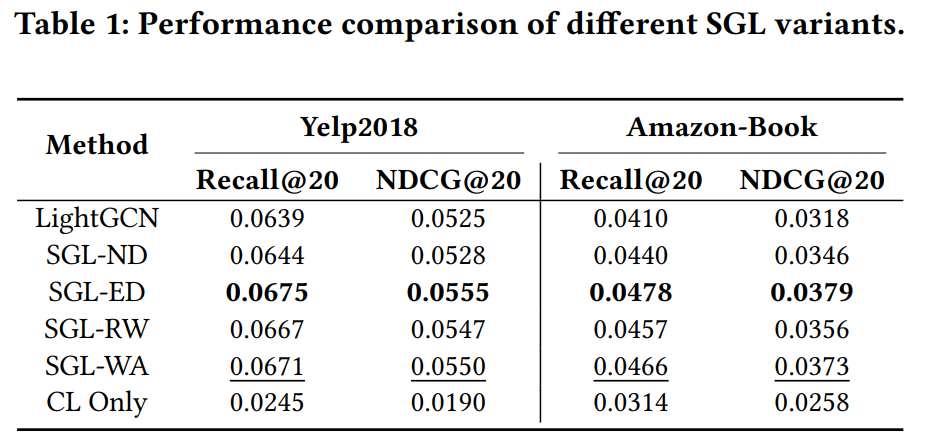 Table 1: Performance comparison of different SGL variants.
Method Yelp2018 Amazon-Book
Recall@20 NDCG@20 Recall@20 NDCG@20
LightGCN 0.0639 0.0525 0.0410 0.0318
SGL-ND 0.0644 0.0528 0.0440 0.0346
SGL-ED 0.0675 0.0555 0.0478 0.0379
SGL-RW 0.0667 0.0547 0.0457 0.0356
SGL-WA 0.0671 0.0550 0.0466 0.0373
CL Only 0.0245 0.0190 0.0314 0.0258